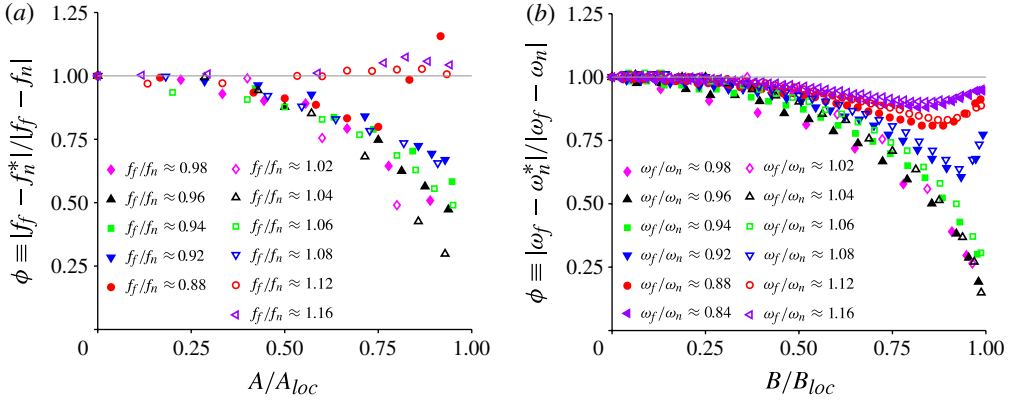 (a)
1.25
1.00
0.75
0.50
0.25
0
0.25
0.50
0.75
1.00
ϕ ≡ |f_f − f_n^*|/|f_f − f_n|
A/A_loc
f_f/f_n ≈ 0.98
f_f/f_n ≈ 0.96
f_f/f_n ≈ 0.94
f_f/f_n ≈ 0.92
f_f/f_n ≈ 0.88
f_f/f_n ≈ 1.02
f_f/f_n ≈ 1.04
f_f/f_n ≈ 1.06
f_f/f_n ≈ 1.08
f_f/f_n ≈ 1.12
f_f/f_n ≈ 1.16
(b)
1.25
1.00
0.75
0.50
0.25
0
0.25
0.50
0.75
1.00
ϕ ≡ |ω_f − ω_n^*|/|ω_f − ω_n|
B/B_loc
ω_f/ω_n ≈ 0.98
ω_f/ω_n ≈ 0.96
ω_f/ω_n ≈ 0.94
ω_f/ω_n ≈ 0.92
ω_f/ω_n ≈ 0.88
ω_f/ω_n ≈ 0.84
ω_f/ω_n ≈ 1.02
ω_f/ω_n ≈ 1.04
ω_f/ω_n ≈ 1.06
ω_f/ω_n ≈ 1.08
ω_f/ω_n ≈ 1.12
ω_f/ω_n ≈ 1.16